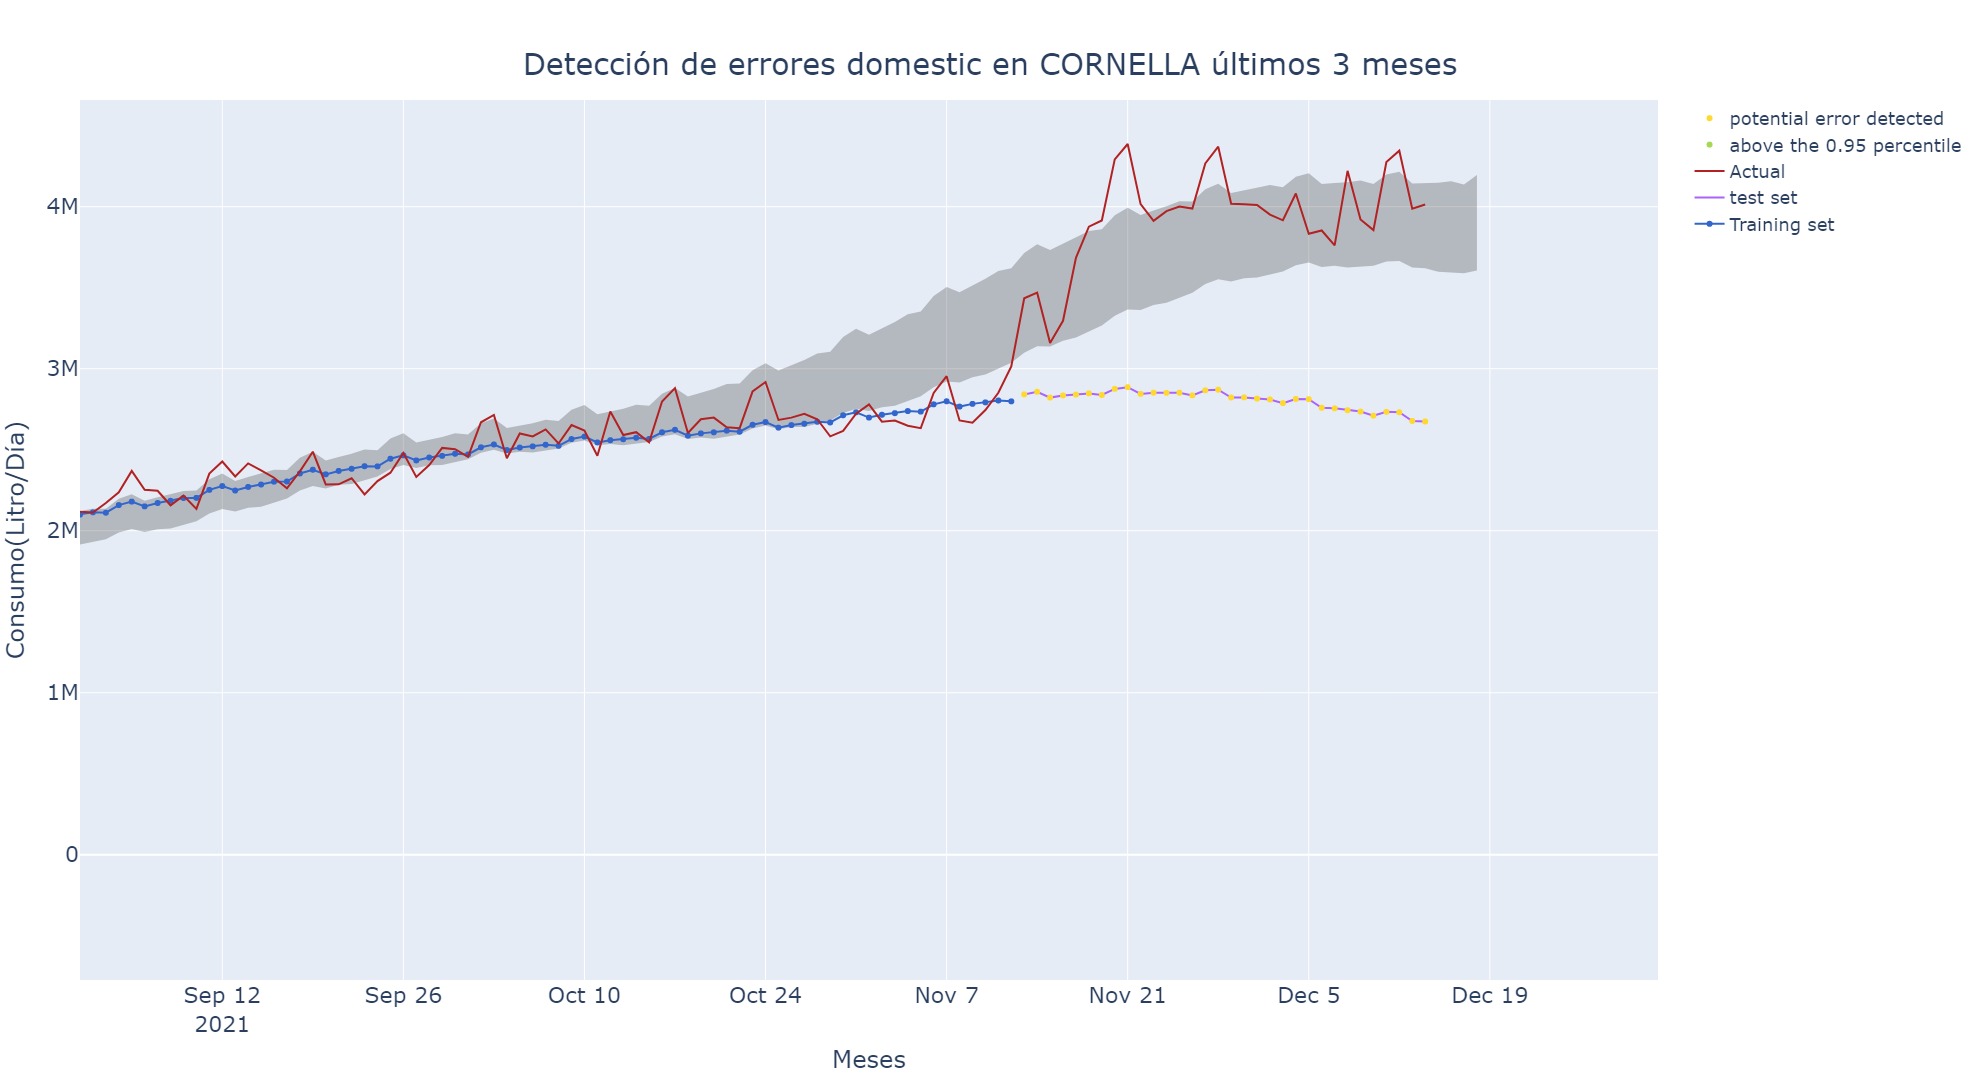 Detección de errores domestic en CORNELLA últimos 3 meses
potential error detected
above the 0.95 percentile
Actual
test set
Training set
4M
3M
2M
1M
0
Consumo(Litro/Día)
Sep 12
2021
Sep 26
Oct 10
Oct 24
Nov 7
Nov 21
Dec 5
Dec 19
Meses